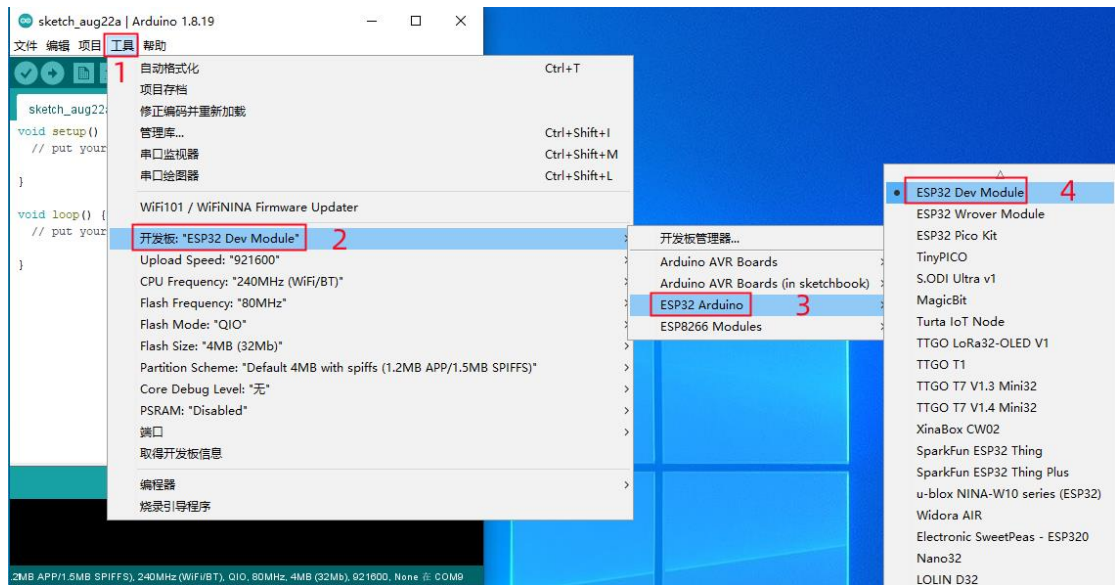 sketch_aug22a | Arduino 1.8.19
文件 编辑 项目 工具 帮助
1
sketch_aug22a
void setup()
// put your
}
void loop() {
// put your
}
自动格式化 Ctrl+T
项目存档
修正编码并重新加载
管理库... Ctrl+Shift+I
串口监视器 Ctrl+Shift+M
串口绘图器 Ctrl+Shift+L
WiFi101 / WiFiNINA Firmware Updater
开发板: "ESP32 Dev Module" 2
Upload Speed: "921600"
CPU Frequency: "240MHz (WiFi/BT)"
Flash Frequency: "80MHz"
Flash Mode: "QIO"
Flash Size: "4MB (32Mb)"
Partition Scheme: "Default 4MB with spiffs (1.2MB APP/1.5MB SPIFFS)"
Core Debug Level: "无"
PSRAM: "Disabled"
端口
取得开发板信息
编程器
烧录引导程序
开发板管理器...
Arduino AVR Boards
Arduino AVR Boards (in sketchbook)
ESP32 Arduino 3
ESP8266 Modules
ESP32 Dev Module 4
ESP32 Wrover Module
ESP32 Pico Kit
TinyPICO
S.ODI Ultra v1
MagicBit
Turta IoT Node
TTGO LoRa32-OLED V1
TTGO T1
TTGO T7 V1.3 Mini32
TTGO T7 V1.4 Mini32
XinaBox CW02
SparkFun ESP32 Thing
SparkFun ESP32 Thing Plus
u-blox NINA-W10 series (ESP32)
Widora AIR
Electronic SweetPeas - ESP320
Nano32
LOLIN D32
.2MB APP/1.5MB SPIFFS), 240MHz (WiFi/BT), QIO, 80MHz, 4MB (32Mb), 921600, None 在 COM9